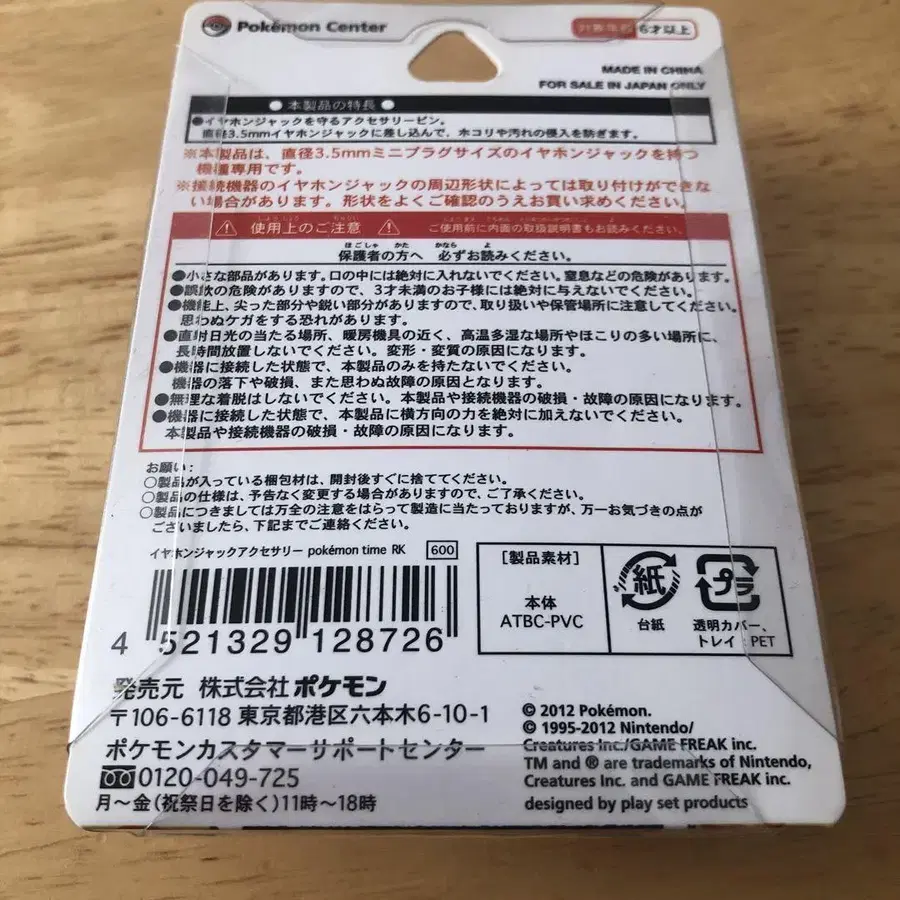 Pokémon Center
対象年齢 6才以上
MADE IN CHINA
FOR SALE IN JAPAN ONLY
● 本製品の特長 ●
●イヤホンジャックを守るアクセサリーピン。
直径3.5mmイヤホンジャックに差し込んで、ホコリや汚れの侵入を防ぎます。
※本製品は、直径3.5mmミニプラグサイズのイヤホンジャックを持つ
機種専用です。
※接続機器のイヤホンジャックの周辺形状によっては取り付けができな
い場合があります。形状をよくご確認のうえお買い求めください。
使用上のご注意 ご使用前に内面の取扱説明書もお読みください。
ほごしゃ かた かなら よ
保護者の方へ 必ずお読みください。
●小さな部品があります。口の中には絶対に入れないでください。窒息などの危険があります。
●誤飲の危険がありますので、3才未満のお子様には絶対に与えないでください。
●機能上、尖った部分や鋭い部分がありますので、取り扱いや保管場所に注意してください。
思わぬケガをする恐れがあります。
●直射日光の当たる場所、暖房機具の近く、高温多湿な場所やほこりの多い場所に、
長時間放置しないでください。変形・変質の原因になります。
●機器に接続した状態で、本製品のみを持たないでください。
機器の落下や破損、また思わぬ故障の原因となります。
●無理な着脱はしないでください。本製品や接続機器の破損・故障の原因になります。
●機器に接続した状態で、本製品に横方向の力を絶対に加えないでください。
本製品や接続機器の破損・故障の原因になります。
お願い：
○製品が入っている梱包材は、開封後すぐに捨ててください。
○製品の仕様は、予告なく変更する場合がありますので、ご了承ください。
○製品につきましては万全の注意をはらって製造に当たっておりますが、万一お気づきの点が
ございましたら、下記までご連絡ください。
イヤホンジャックアクセサリー pokémon time RK 600
4 521329 128726
[製品素材]
本体
ATBC-PVC
紙
台紙
プラ
透明カバー、
トレイ：PET
発売元 株式会社ポケモン
〒106-6118 東京都港区六本木6-10-1
ポケモンカスタマーサポートセンター
0120-049-725
月～金(祝祭日を除く)11時～18時
© 2012 Pokémon.
© 1995-2012 Nintendo/
Creatures Inc./GAME FREAK inc.
TM and ® are trademarks of Nintendo,
Creatures Inc. and GAME FREAK inc.
designed by play set products